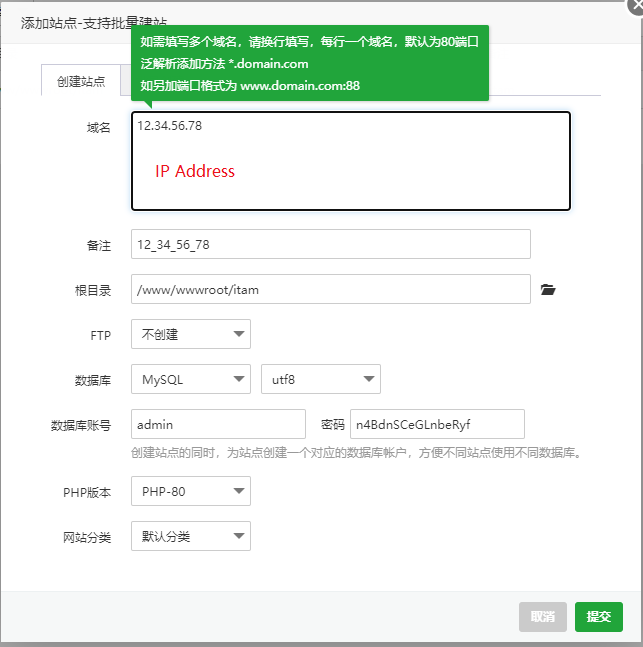 添加站点-支持批量建站
如需填写多个域名，请换行填写，每行一个域名，默认为80端口
泛解析添加方法 *.domain.com
如另加端口格式为 www.domain.com:88
创建站点
域名
12.34.56.78
IP Address
备注
12_34_56_78
根目录
/www/wwwroot/itam
FTP
不创建
数据库
MySQL
utf8
数据库账号
admin
密码
n4BdnSCeGLnbeRyf
创建站点的同时，为站点创建一个对应的数据库帐户，方便不同站点使用不同数据库。
PHP版本
PHP-80
网站分类
默认分类
取消
提交